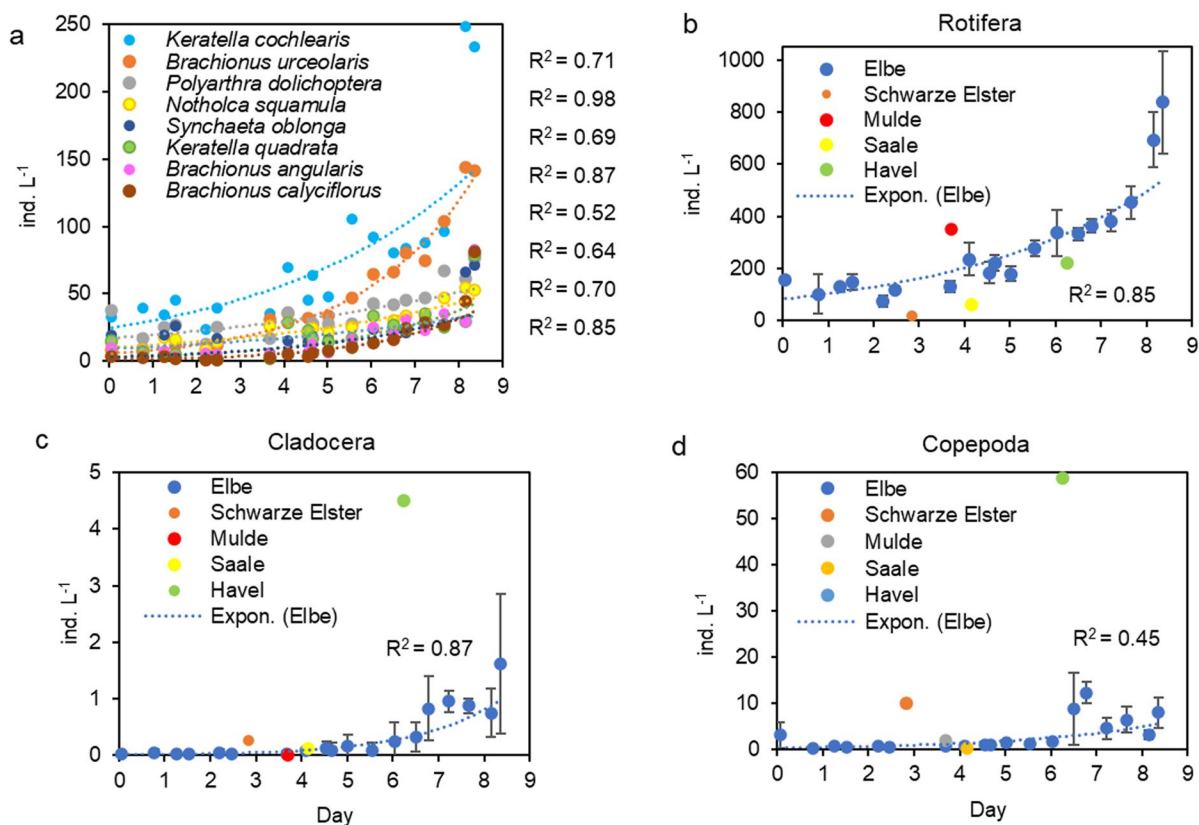 a
250
200
150
100
50
0
ind. L-1
0 1 2 3 4 5 6 7 8 9
Keratella cochlearis
Brachionus urceolaris
Polyarthra dolichoptera
Notholca squamula
Synchaeta oblonga
Keratella quadrata
Brachionus angularis
Brachionus calyciflorus
R2 = 0.71
R2 = 0.98
R2 = 0.69
R2 = 0.87
R2 = 0.52
R2 = 0.64
R2 = 0.70
R2 = 0.85
b
Rotifera
1000
800
600
400
200
0
ind. L-1
0 1 2 3 4 5 6 7 8 9
Elbe
Schwarze Elster
Mulde
Saale
Havel
Expon. (Elbe)
R2 = 0.85
c
Cladocera
5
4
3
2
1
0
ind. L-1
0 1 2 3 4 5 6 7 8 9
Day
Elbe
Schwarze Elster
Mulde
Saale
Havel
Expon. (Elbe)
R2 = 0.87
d
Copepoda
60
50
40
30
20
10
0
ind. L-1
0 1 2 3 4 5 6 7 8 9
Day
Elbe
Schwarze Elster
Mulde
Saale
Havel
Expon. (Elbe)
R2 = 0.45